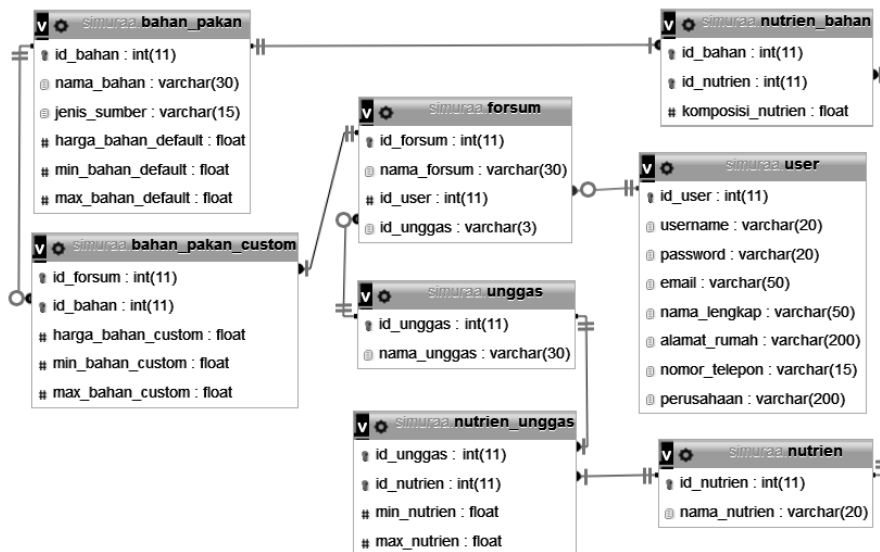 v simuraa.bahan_pakan
id_bahan : int(11)
nama_bahan : varchar(30)
jenis_sumber : varchar(15)
# harga_bahan_default : float
# min_bahan_default : float
# max_bahan_default : float
v simuraa.nutrien_bahan
id_bahan : int(11)
id_nutrien : int(11)
# komposisi_nutrien : float
v simuraa.forsum
id_forsum : int(11)
nama_forsum : varchar(30)
# id_user : int(11)
id_unggas : varchar(3)
v simuraa.user
id_user : int(11)
username : varchar(20)
password : varchar(20)
email : varchar(50)
nama_lengkap : varchar(50)
alamat_rumah : varchar(200)
nomor_telepon : varchar(15)
perusahaan : varchar(200)
v simuraa.bahan_pakan_custom
id_forsum : int(11)
id_bahan : int(11)
# harga_bahan_custom : float
# min_bahan_custom : float
# max_bahan_custom : float
v simuraa.unggas
id_unggas : int(11)
nama_unggas : varchar(30)
v simuraa.nutrien_unggas
id_unggas : int(11)
id_nutrien : int(11)
# min_nutrien : float
# max_nutrien : float
v simuraa.nutrien
id_nutrien : int(11)
nama_nutrien : varchar(20)